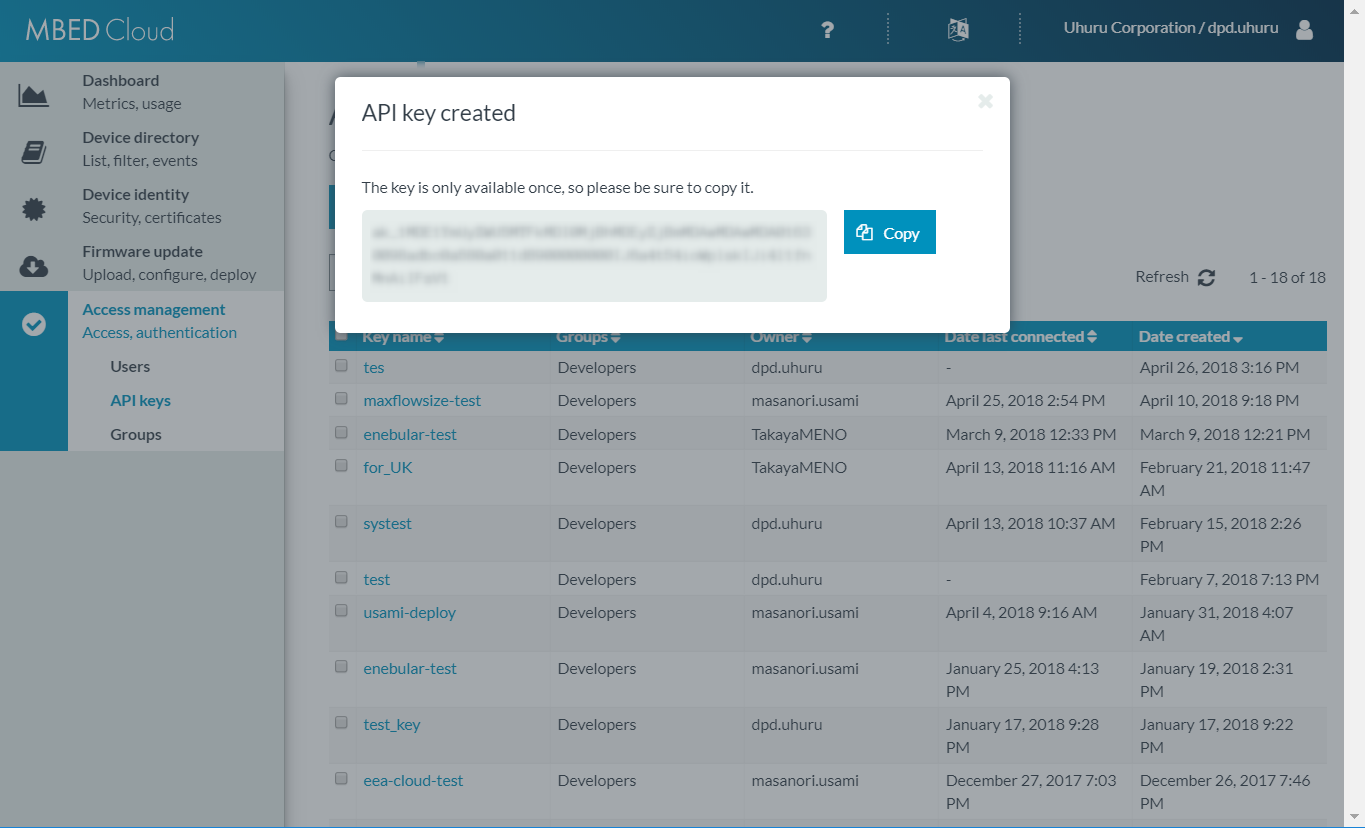 MBED Cloud
?
Uhuru Corporation / dpd.uhuru
Dashboard
Metrics, usage
Device directory
List, filter, events
Device identity
Security, certificates
Firmware update
Upload, configure, deploy
Access management
Access, authentication
Users
API keys
Groups
API key created
The key is only available once, so please be sure to copy it.
Copy
Refresh
1 - 18 of 18
Key name Groups Owner Date last connected Date created
tes Developers dpd.uhuru - April 26, 2018 3:16 PM
maxflowsize-test Developers masanori.usami April 25, 2018 2:54 PM April 10, 2018 9:18 PM
enebular-test Developers TakayaMENO March 9, 2018 12:33 PM March 9, 2018 12:21 PM
for_UK Developers TakayaMENO April 13, 2018 11:16 AM February 21, 2018 11:47
AM
systest Developers dpd.uhuru April 13, 2018 10:37 AM February 15, 2018 2:26
PM
test Developers dpd.uhuru - February 7, 2018 7:13 PM
usami-deploy Developers masanori.usami April 4, 2018 9:16 AM January 31, 2018 4:07
AM
enebular-test Developers masanori.usami January 25, 2018 4:13 January 19, 2018 2:31
PM PM
test_key Developers dpd.uhuru January 17, 2018 9:28 January 17, 2018 9:22
PM PM
eea-cloud-test Developers masanori.usami December 27, 2017 7:03 December 26, 2017 7:46
PM PM